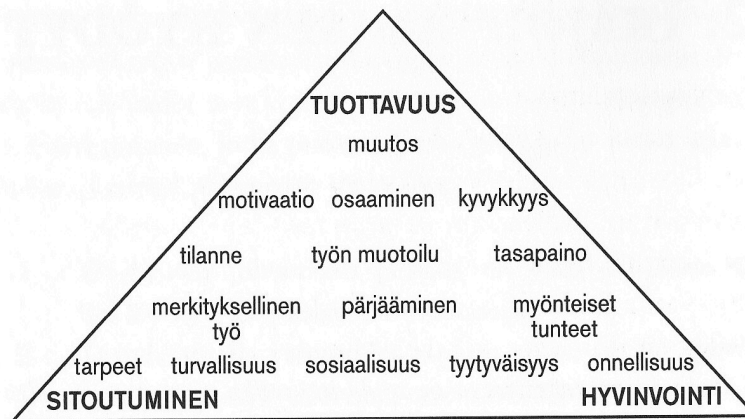 TUOTTAVUUS
muutos
motivaatio osaaminen kyvykkyys
tilanne työn muotoilu tasapaino
merkityksellinen pärjääminen myönteiset
työ tunteet
tarpeet turvallisuus sosiaalisuus tyytyväisyys onnellisuus
SITOUTUMINEN HYVINVOINTI